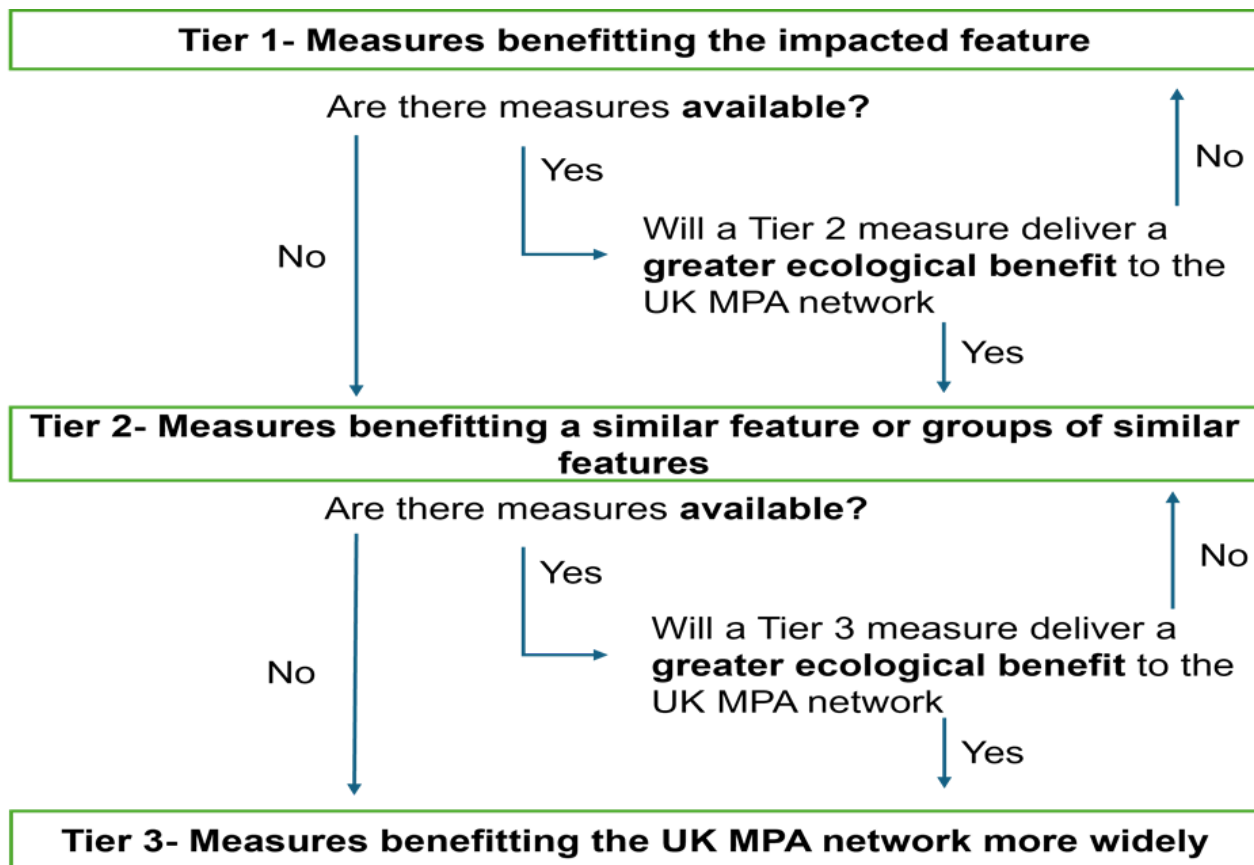 Tier 1- Measures benefitting the impacted feature
Are there measures available?
No
Yes
No
Will a Tier 2 measure deliver a
greater ecological benefit to the
UK MPA network
Yes
Tier 2- Measures benefitting a similar feature or groups of similar
features
Are there measures available?
No
Yes
No
Will a Tier 3 measure deliver a
greater ecological benefit to the
UK MPA network
Yes
Tier 3- Measures benefitting the UK MPA network more widely